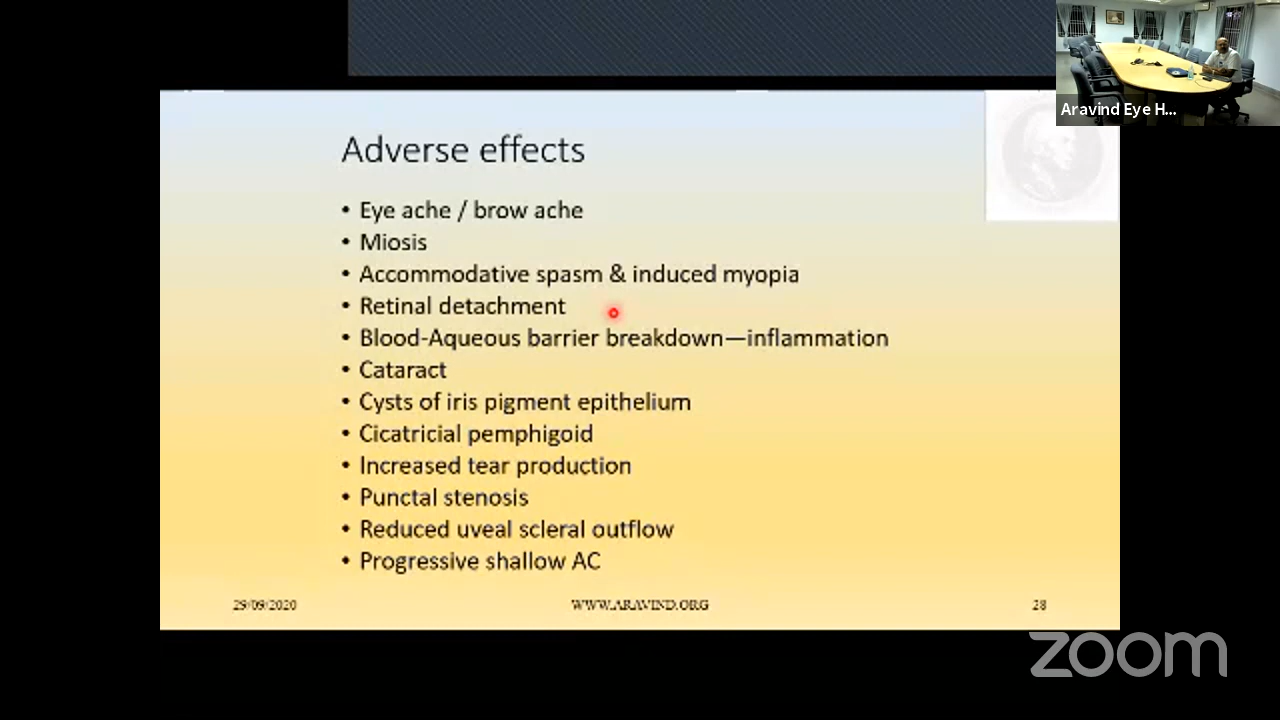 Aravind Eye H...
Adverse effects
• Eye ache / brow ache
• Miosis
• Accommodative spasm & induced myopia
• Retinal detachment
• Blood-Aqueous barrier breakdown—inflammation
• Cataract
• Cysts of iris pigment epithelium
• Cicatricial pemphigoid
• Increased tear production
• Punctal stenosis
• Reduced uveal scleral outflow
• Progressive shallow AC
29/09/2020 WWW.ARAVIND.ORG 28
zoom